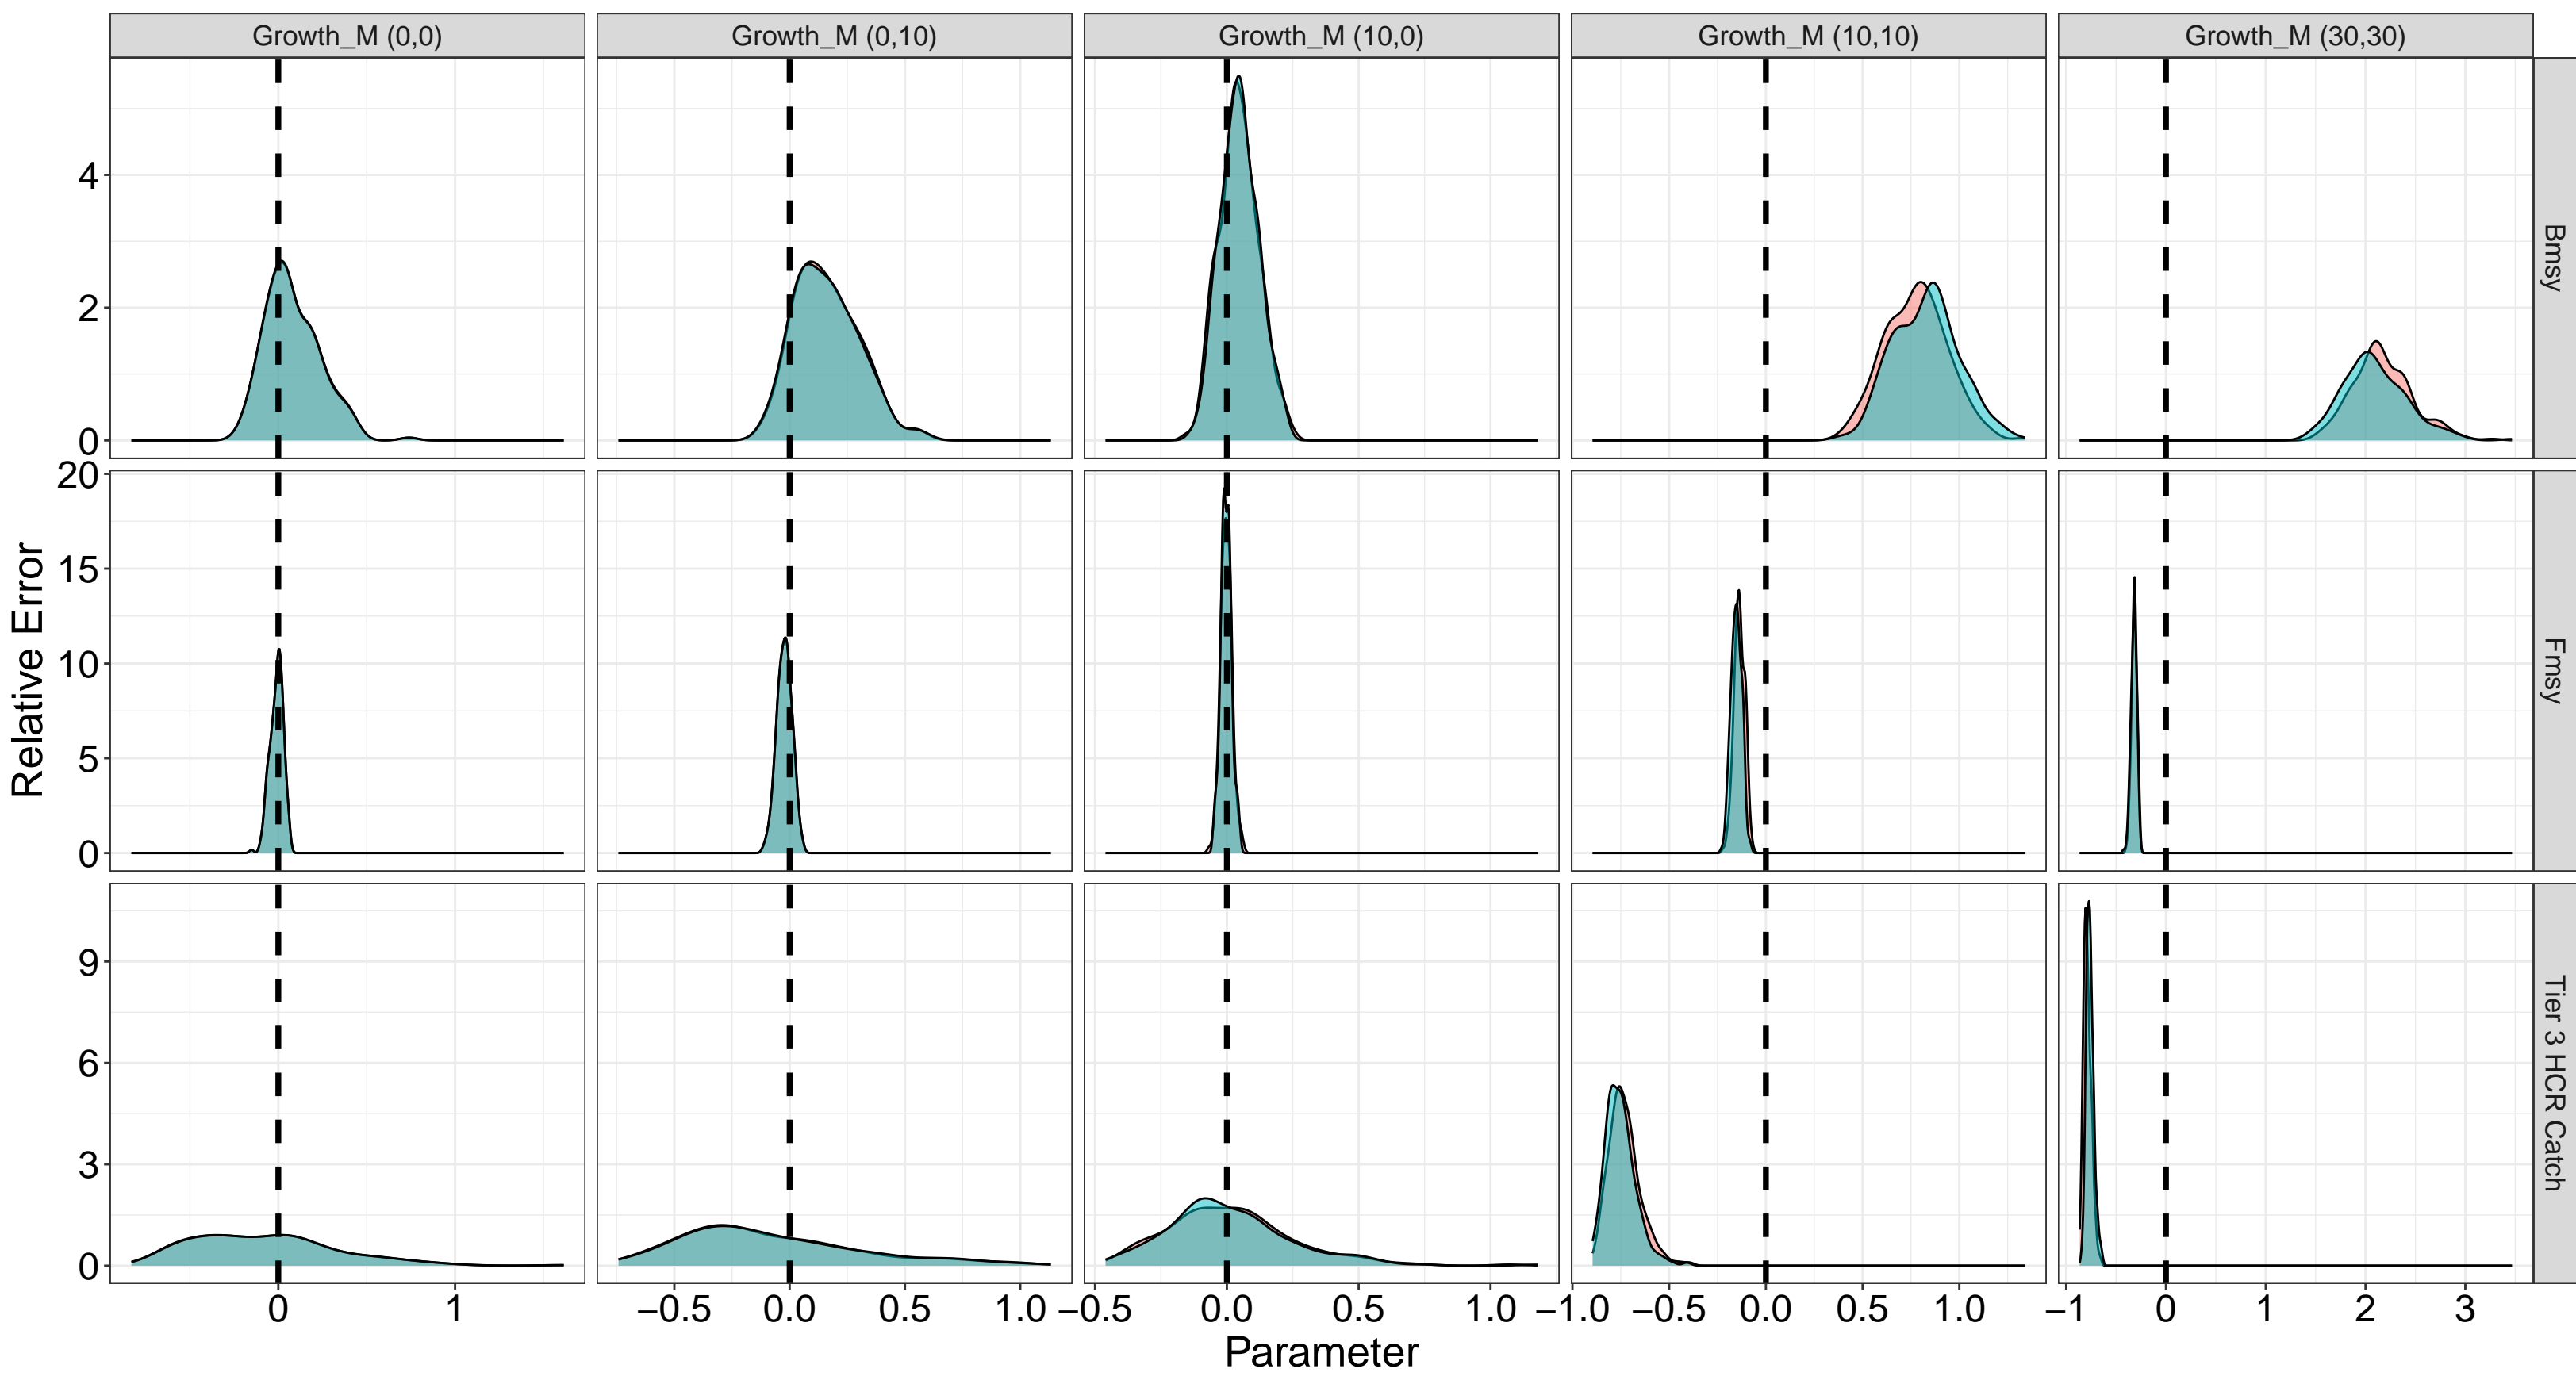 Growth_M (0,0) Growth_M (0,10) Growth_M (10,0) Growth_M (10,10) Growth_M (30,30)
Relative Error
4
2
0
Bmsy
20
15
10
5
0
Fmsy
9
6
3
0
Tier 3 HCR Catch
0 1 −0.5 0.0 0.5 1.0 −0.5 0.0 0.5 1.0 −1.0 −0.5 0.0 0.5 1.0 −1 0 1 2 3
Parameter